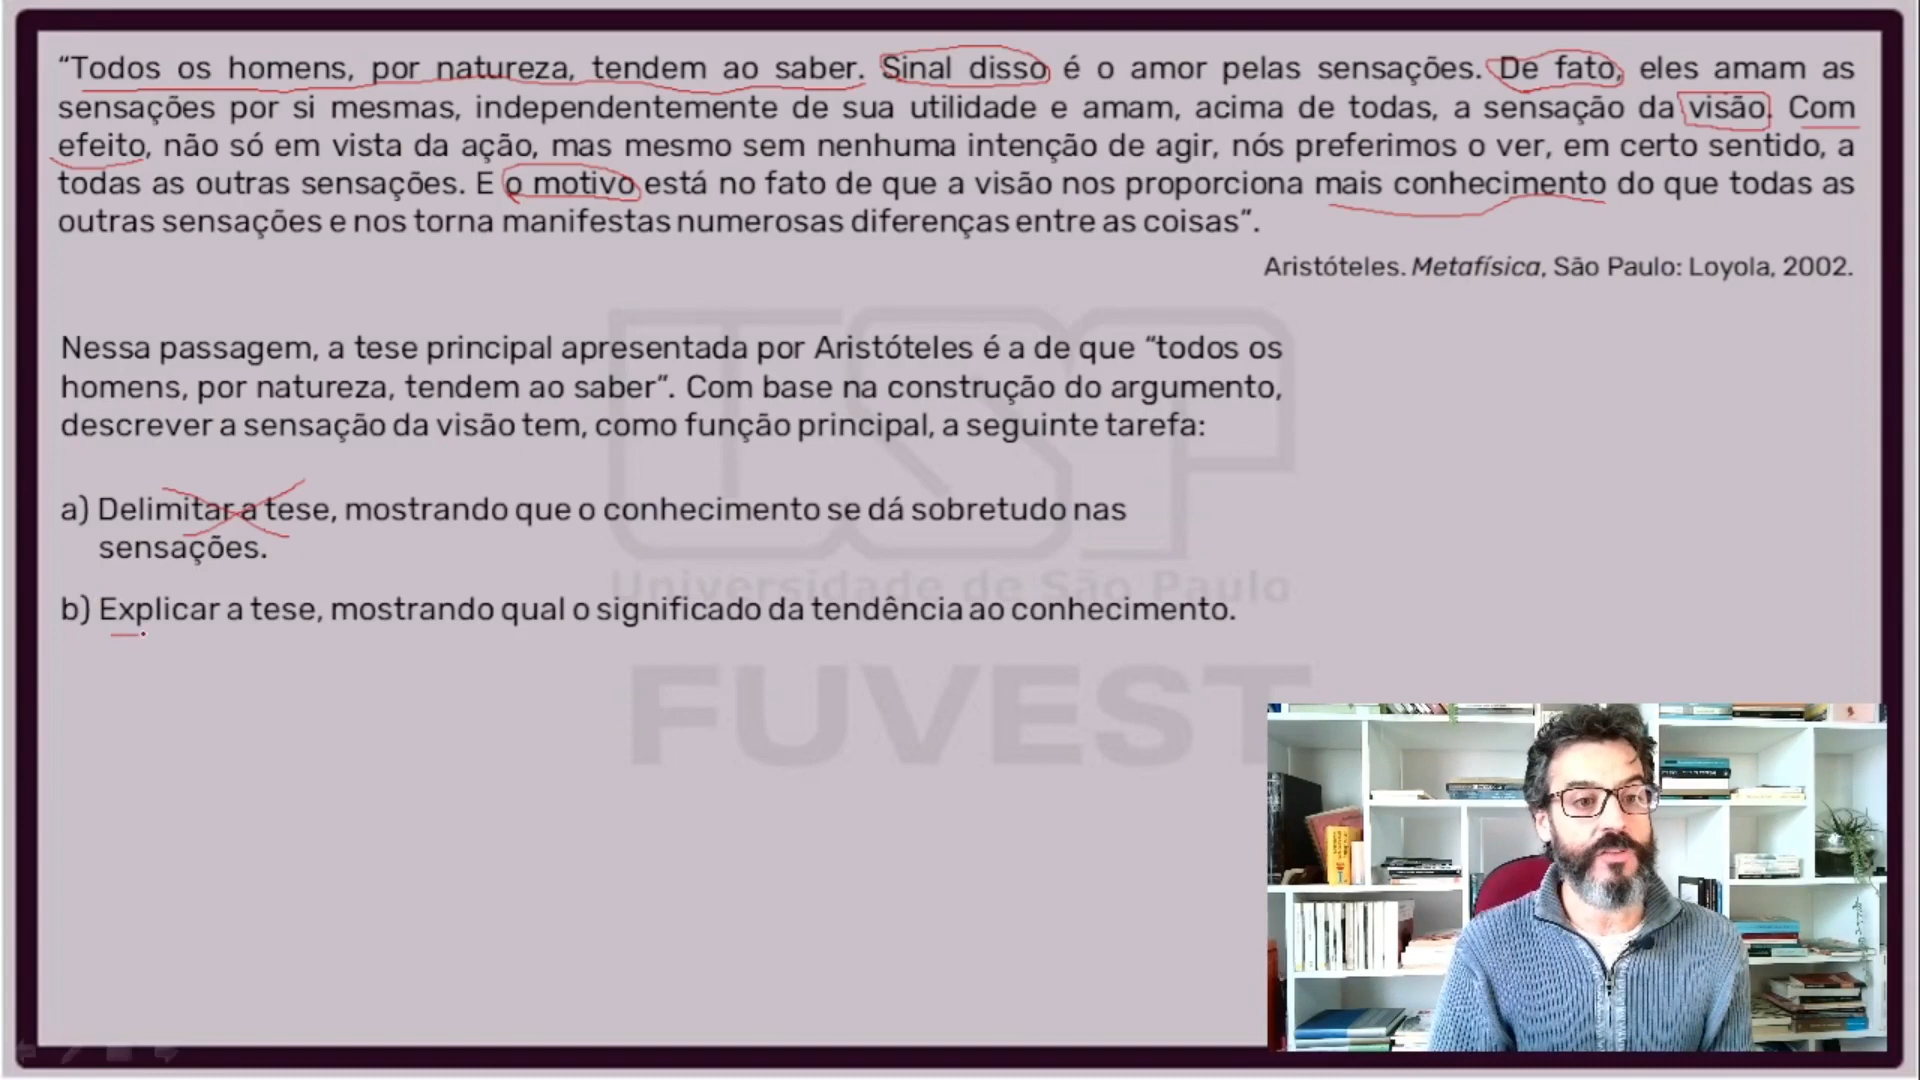 “Todos os homens, por natureza, tendem ao saber. Sinal disso é o amor pelas sensações. De fato, eles amam as
sensações por si mesmas, independentemente de sua utilidade e amam, acima de todas, a sensação da visão. Com
efeito, não só em vista da ação, mas mesmo sem nenhuma intenção de agir, nós preferimos o ver, em certo sentido, a
todas as outras sensações. E o motivo está no fato de que a visão nos proporciona mais conhecimento do que todas as
outras sensações e nos torna manifestas numerosas diferenças entre as coisas”.
Aristóteles. Metafísica, São Paulo: Loyola, 2002.
Nessa passagem, a tese principal apresentada por Aristóteles é a de que “todos os
homens, por natureza, tendem ao saber”. Com base na construção do argumento,
descrever a sensação da visão tem, como função principal, a seguinte tarefa:
a) Delimitar a tese, mostrando que o conhecimento se dá sobretudo nas
sensações.
b) Explicar a tese, mostrando qual o significado da tendência ao conhecimento.
USP
Universidade de São Paulo
FUVEST